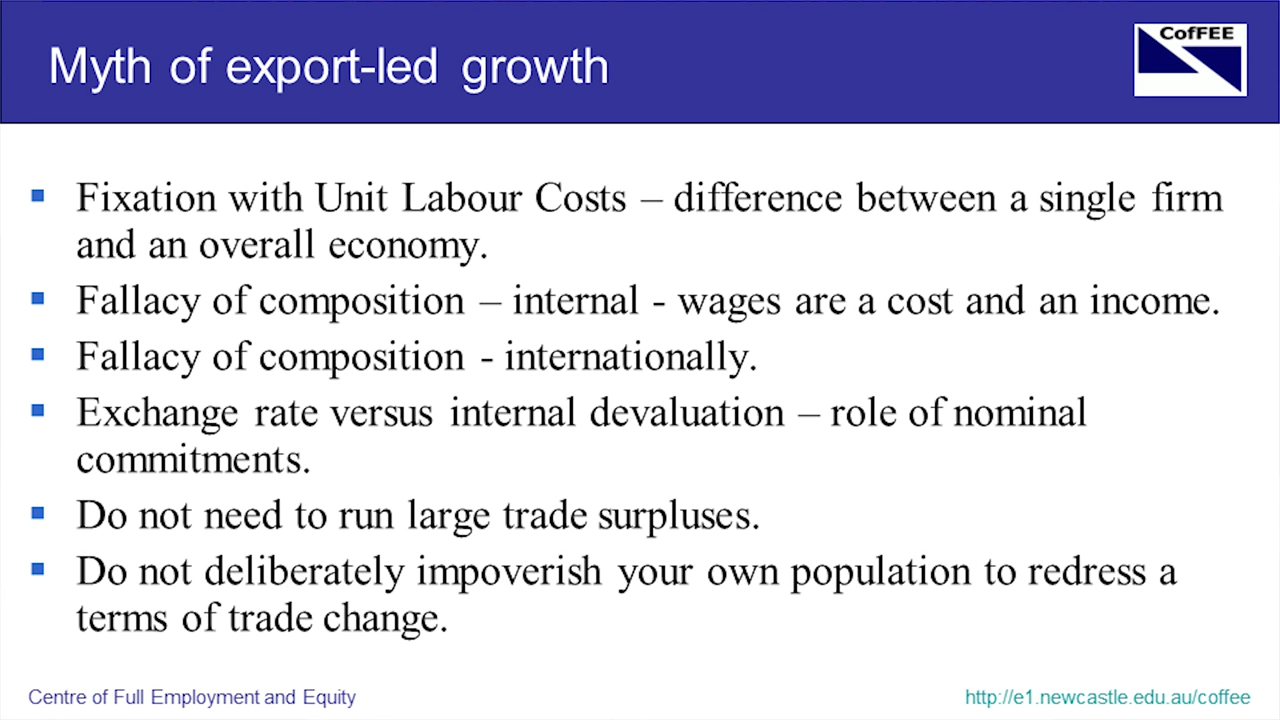 Myth of export-led growth
CofFEE
Fixation with Unit Labour Costs – difference between a single firm
and an overall economy.
Fallacy of composition – internal - wages are a cost and an income.
Fallacy of composition - internationally.
Exchange rate versus internal devaluation – role of nominal
commitments.
Do not need to run large trade surpluses.
Do not deliberately impoverish your own population to redress a
terms of trade change.
Centre of Full Employment and Equity
http://e1.newcastle.edu.au/coffee